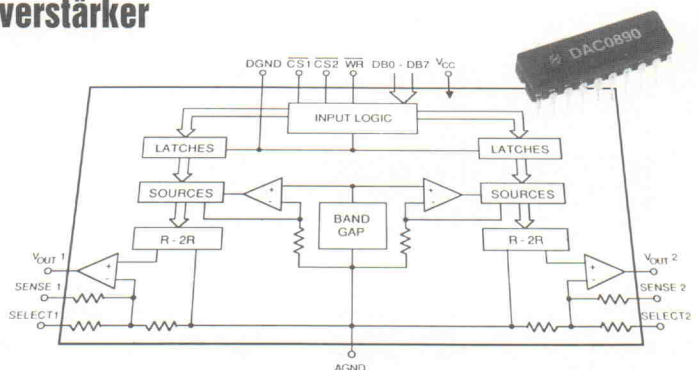 verstärker
DAC0890
DGND CS1 CS2 WR DB0 - DB7 VCC
INPUT LOGIC
LATCHES LATCHES
SOURCES + - + - SOURCES
BAND GAP
R - 2R R - 2R
VOUT 1 + - + - VOUT 2
SENSE 1 SENSE 2
SELECT1 SELECT2
AGND